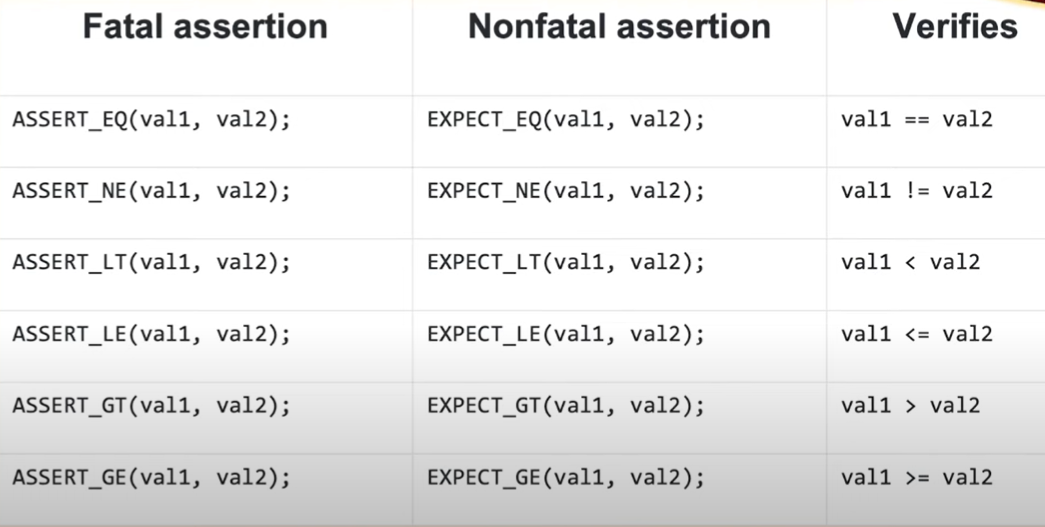 Fatal assertion Nonfatal assertion Verifies
ASSERT_EQ(val1, val2); EXPECT_EQ(val1, val2); val1 == val2
ASSERT_NE(val1, val2); EXPECT_NE(val1, val2); val1 != val2
ASSERT_LT(val1, val2); EXPECT_LT(val1, val2); val1 < val2
ASSERT_LE(val1, val2); EXPECT_LE(val1, val2); val1 <= val2
ASSERT_GT(val1, val2); EXPECT_GT(val1, val2); val1 > val2
ASSERT_GE(val1, val2); EXPECT_GE(val1, val2); val1 >= val2